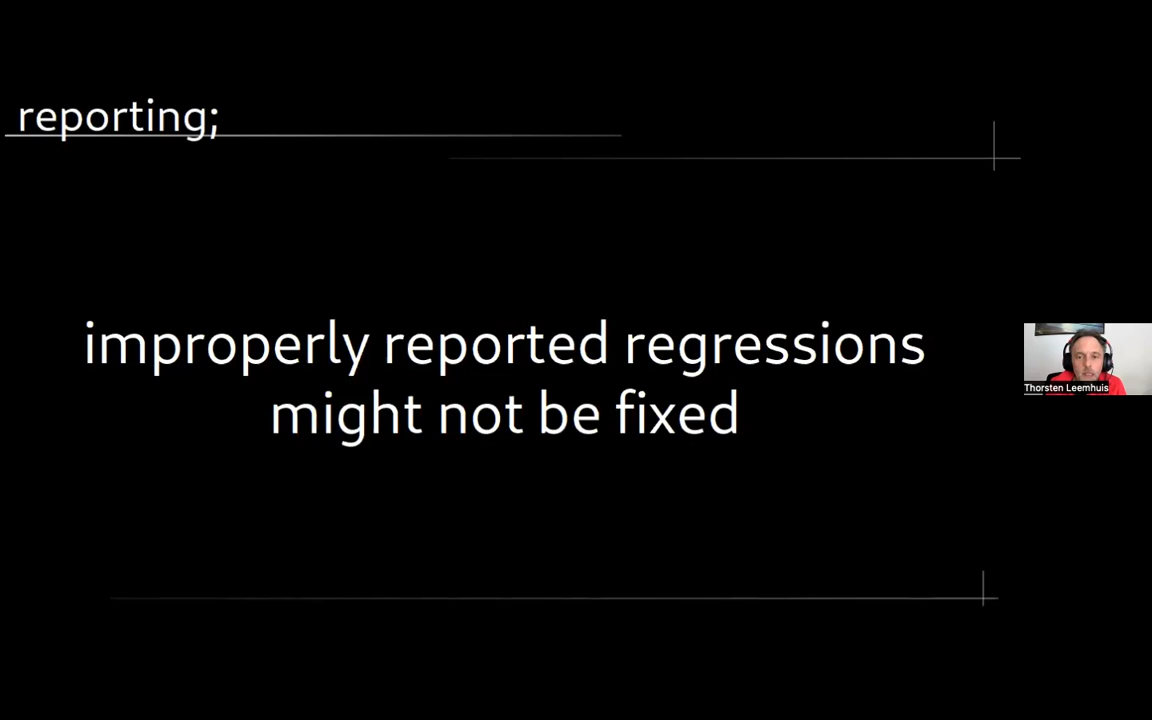 reporting;
improperly reported regressions
might not be fixed
Thorsten Leemhuis